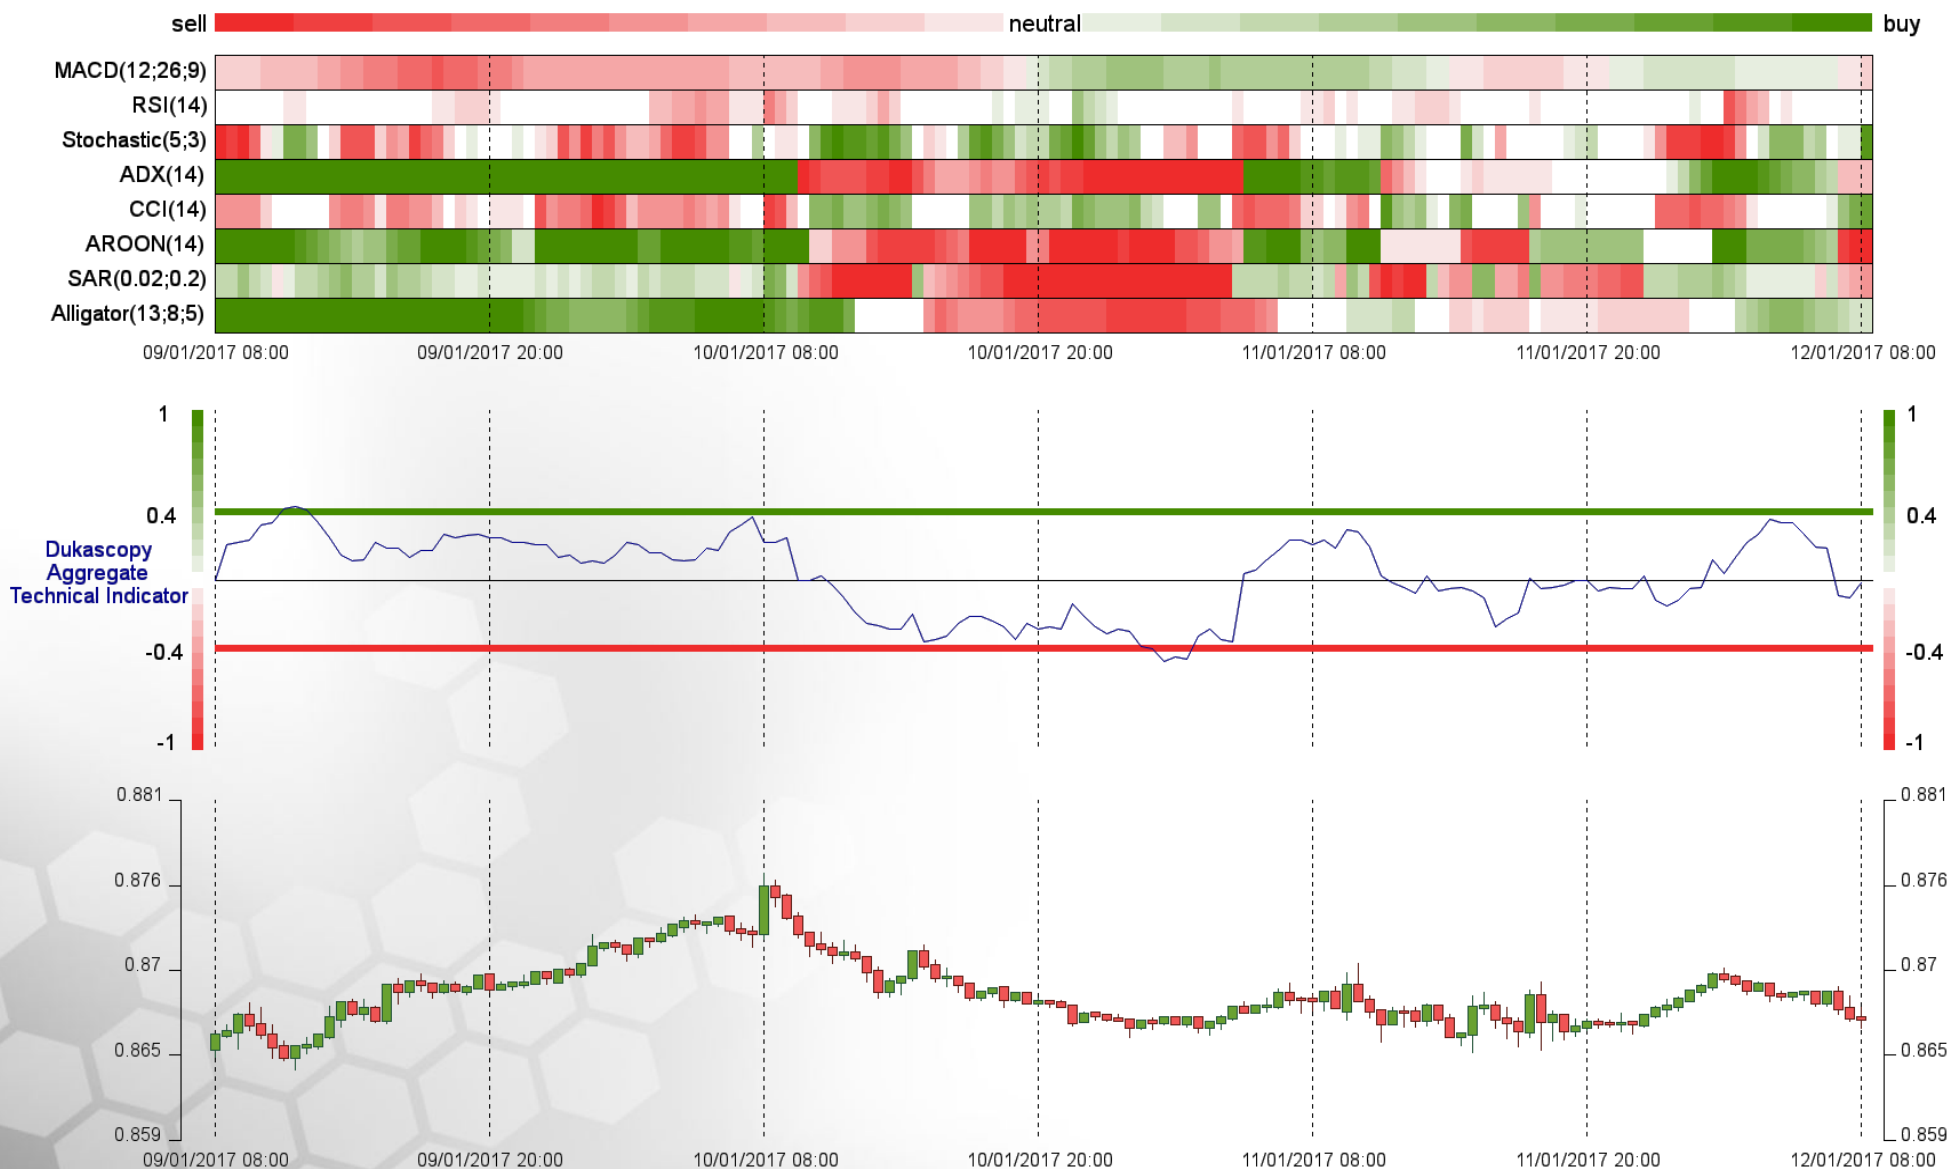 sell neutral buy
MACD(12;26;9)
RSI(14)
Stochastic(5;3)
ADX(14)
CCI(14)
AROON(14)
SAR(0.02;0.2)
Alligator(13;8;5)
09/01/2017 08:00 09/01/2017 20:00 10/01/2017 08:00 10/01/2017 20:00 11/01/2017 08:00 11/01/2017 20:00 12/01/2017 08:00
1 1
0.4 0.4
Dukascopy
Aggregate
Technical Indicator
-0.4 -0.4
-1 -1
0.881 0.881
0.876 0.876
0.87 0.87
0.865 0.865
0.859 0.859
09/01/2017 08:00 09/01/2017 20:00 10/01/2017 08:00 10/01/2017 20:00 11/01/2017 08:00 11/01/2017 20:00 12/01/2017 08:00